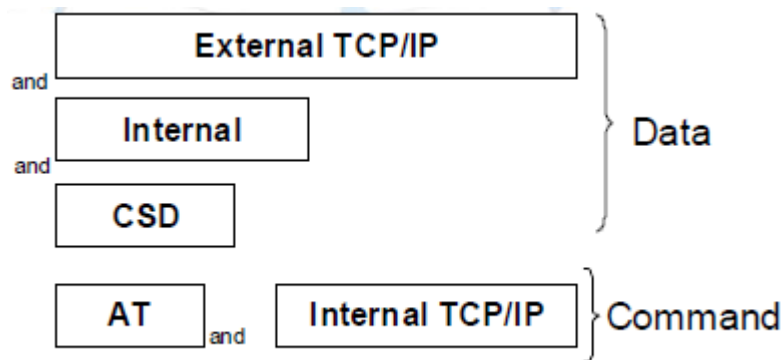 External TCP/IP
and
Internal
and
Data
CSD
AT and Internal TCP/IP Command